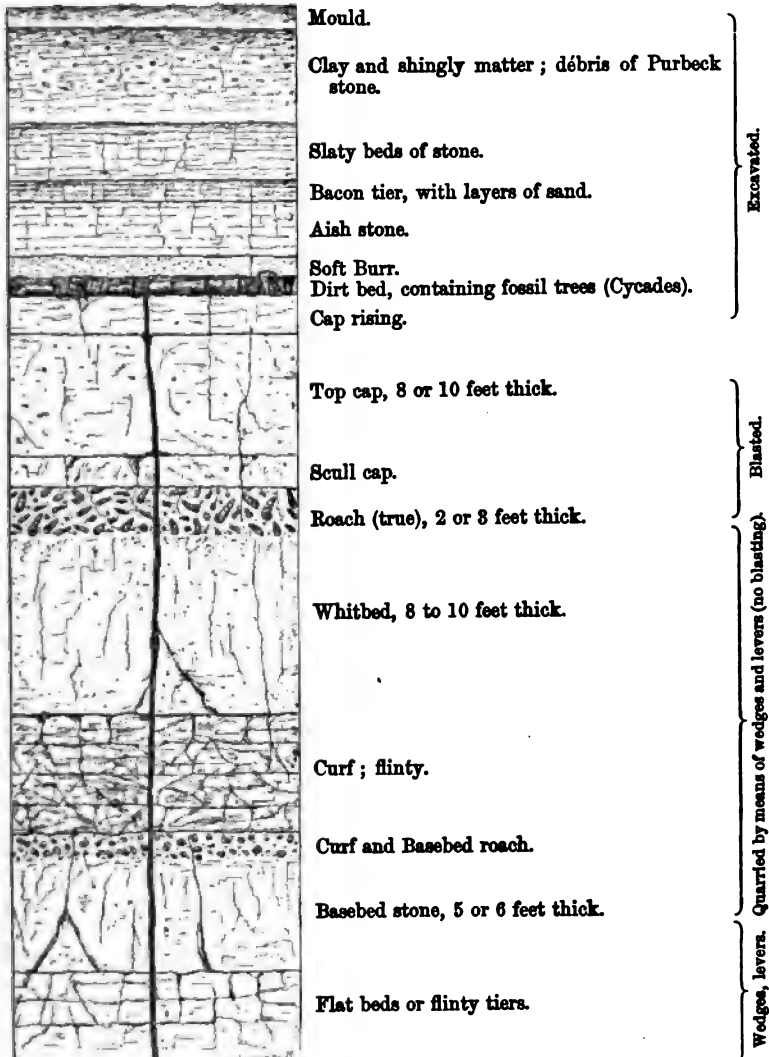 Mould.
Clay and shingly matter ; débris of Purbeck
stone.
Slaty beds of stone.
Bacon tier, with layers of sand.
Aish stone.
Soft Burr.
Dirt bed, containing fossil trees (Cycades).
Cap rising.
Excavated.
Top cap, 8 or 10 feet thick.
Scull cap.
Blasted.
Roach (true), 2 or 3 feet thick.
Whitbed, 8 to 10 feet thick.
Curf ; flinty.
Curf and Basebed roach.
Basebed stone, 5 or 6 feet thick.
Quarried by means of wedges and levers (no blasting).
Flat beds or flinty tiers.
Wedges, levers.